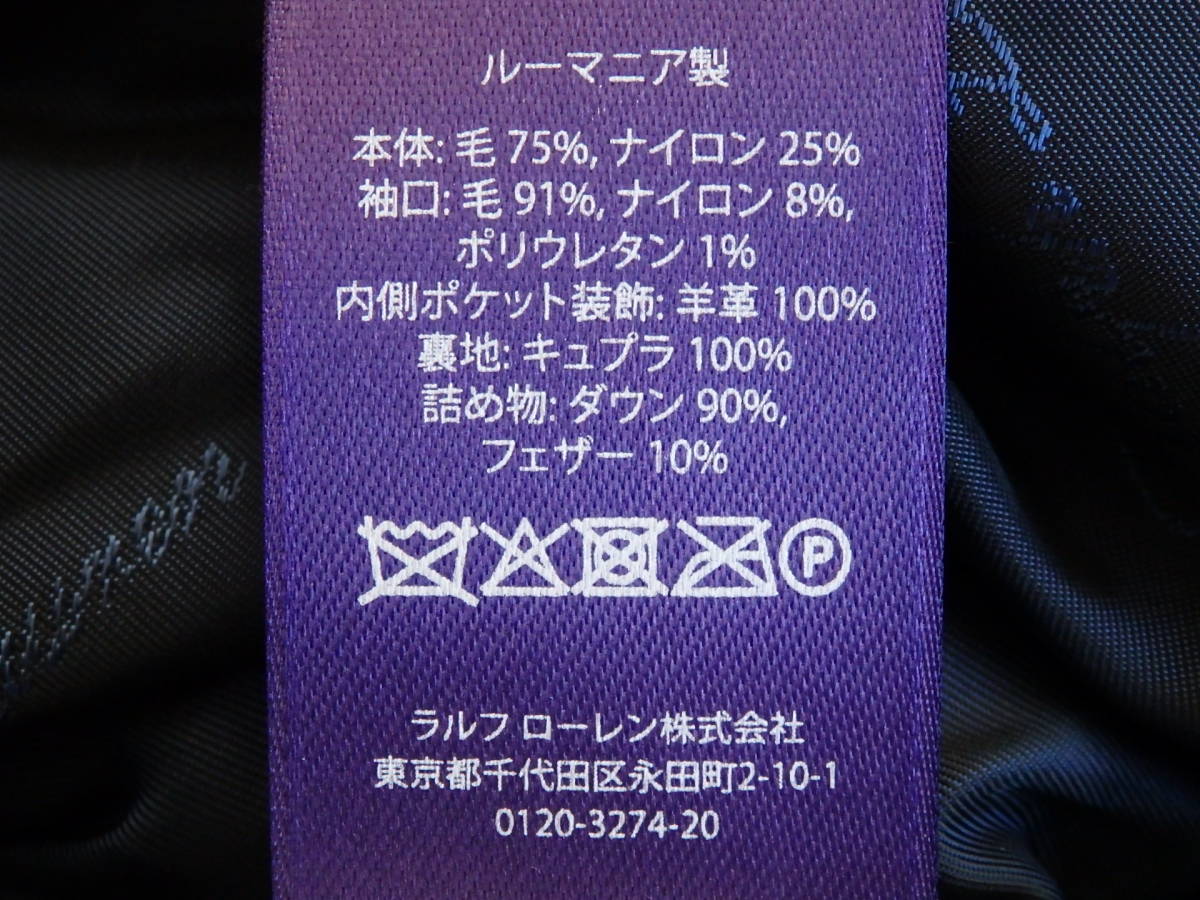 ルーマニア製
本体: 毛 75%, ナイロン 25%
袖口: 毛 91%, ナイロン 8%,
ポリウレタン 1%
内側ポケット装飾: 羊革 100%
裏地: キュプラ 100%
詰め物: ダウン 90%,
フェザー 10%
P
ラルフ ローレン株式会社
東京都千代田区永田町2-10-1
0120-3274-20